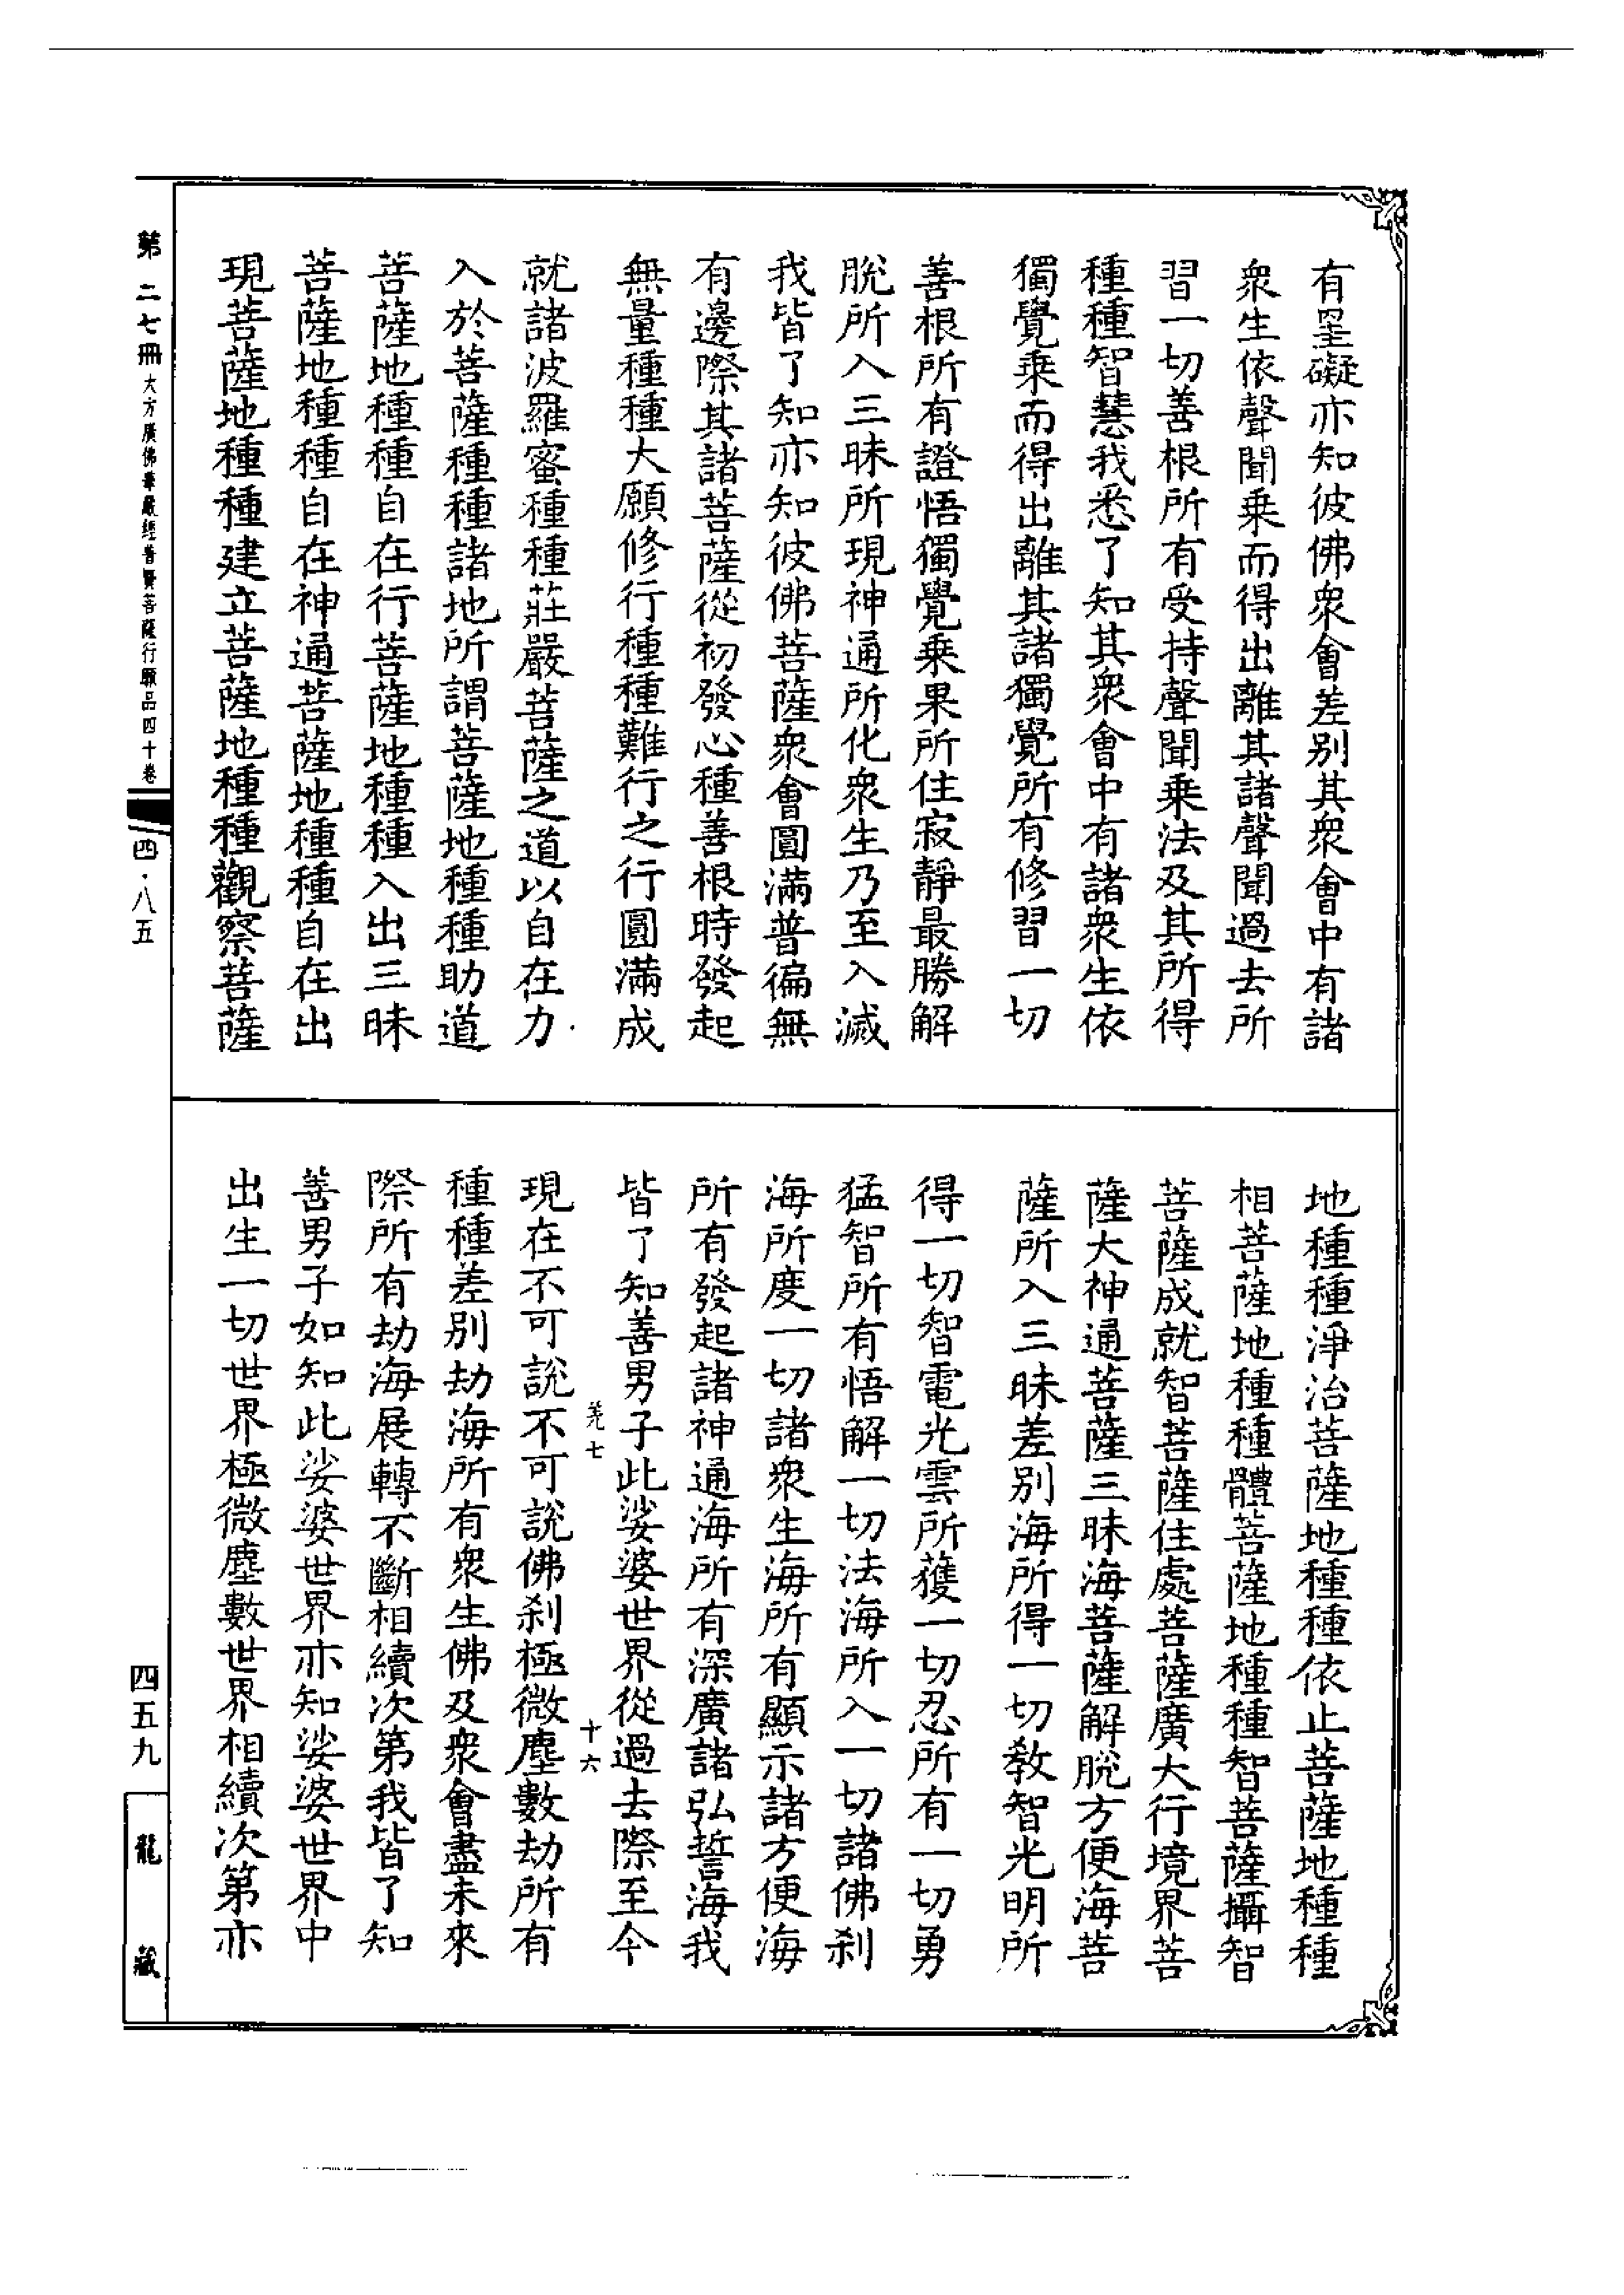 有罣礙亦知彼佛衆會差別其衆會中有諸
衆生依聲聞乗而得出離其諸聲聞過去所
習一切善根所有受持聲聞乗法及其所得
種種智慧我悉了知其衆會中有諸衆生依
獨覺乗而得出離其諸獨覺所有修習一切
善根所有證悟獨覺乗果所住寂靜最勝解
脫所入三昧所現神通所化衆生乃至入滅
我皆了知亦知彼佛菩薩衆會圓滿普徧無
有邊際其諸菩薩從初發心種善根時發起
無量種種大願修行種種難行之行圓滿成
就諸波羅蜜種種莊嚴菩薩之道以自在力
入於菩薩種種諸地所謂菩薩地種種助道
菩薩地種種自在行菩薩地種種入出三昧
菩薩地種種自在神通菩薩地種種自在出
現菩薩地種種建立菩薩地種種觀察菩薩
地種種淨治菩薩地種種依止菩薩地種種
相菩薩地種種體菩薩地種種智菩薩攝智
菩薩成就智菩薩住處菩薩廣大行境界菩
薩大神通菩薩三昧海菩薩解脫方便海菩
薩所入三昧差別海所得一切教智光明所
得一切智電光雲所獲一切忍所有一切勇
猛智所有悟解一切法海所入一切諸佛刹
海所度一切諸衆生海所有顯示諸方便海
所有發起諸神通海所有深廣諸弘誓海我
皆了知善男子此娑婆世界從過去際至今
羌七 十六
現在不可說不可說佛刹極微塵數劫所有
種種差別劫海所有衆生佛及衆會盡未來
際所有劫海展轉不斷相續次第我皆了知
善男子如知此娑婆世界亦知娑婆世界中
出生一切世界極微塵數世界相續次第亦
第二七冊 大方廣佛華嚴經普賢菩薩行願品四十卷 四·八五
四五九 龍藏